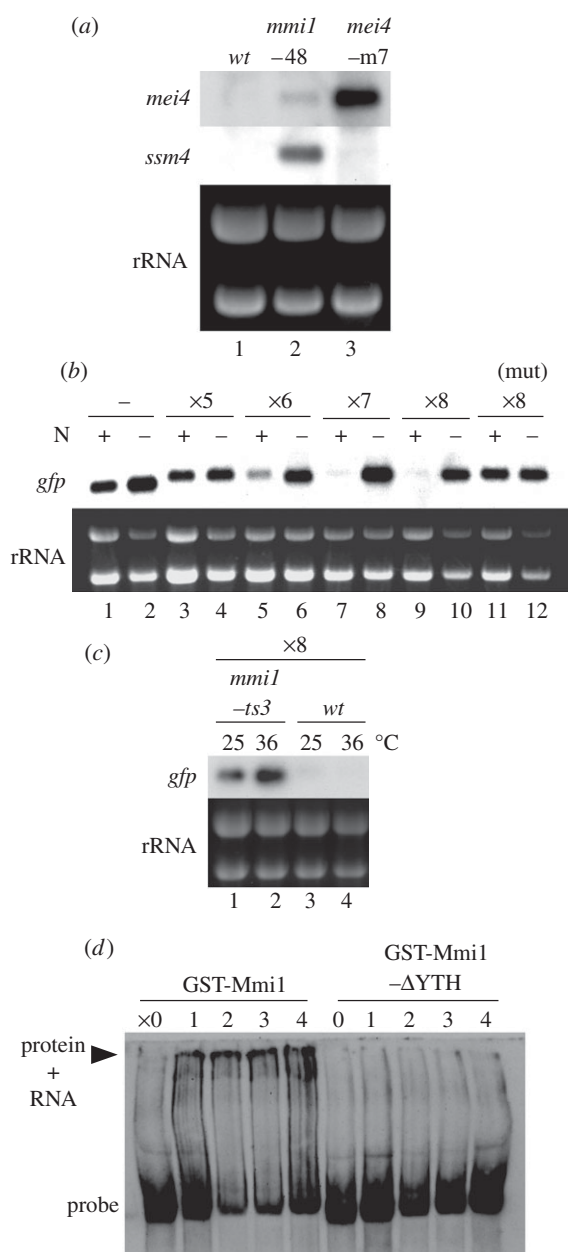 (a)
mmi1 mei4
wt –48 –m7
mei4
ssm4
rRNA
1 2 3
(b) (mut)
– ×5 ×6 ×7 ×8 ×8
N + – + – + – + – + – + –
gfp
rRNA
1 2 3 4 5 6 7 8 9 10 11 12
(c) ×8
mmi1
–ts3 wt
25 36 25 36 °C
gfp
rRNA
1 2 3 4
(d) GST-Mmi1
GST-Mmi1 –ΔYTH
×0 1 2 3 4 0 1 2 3 4
protein
+
RNA
probe